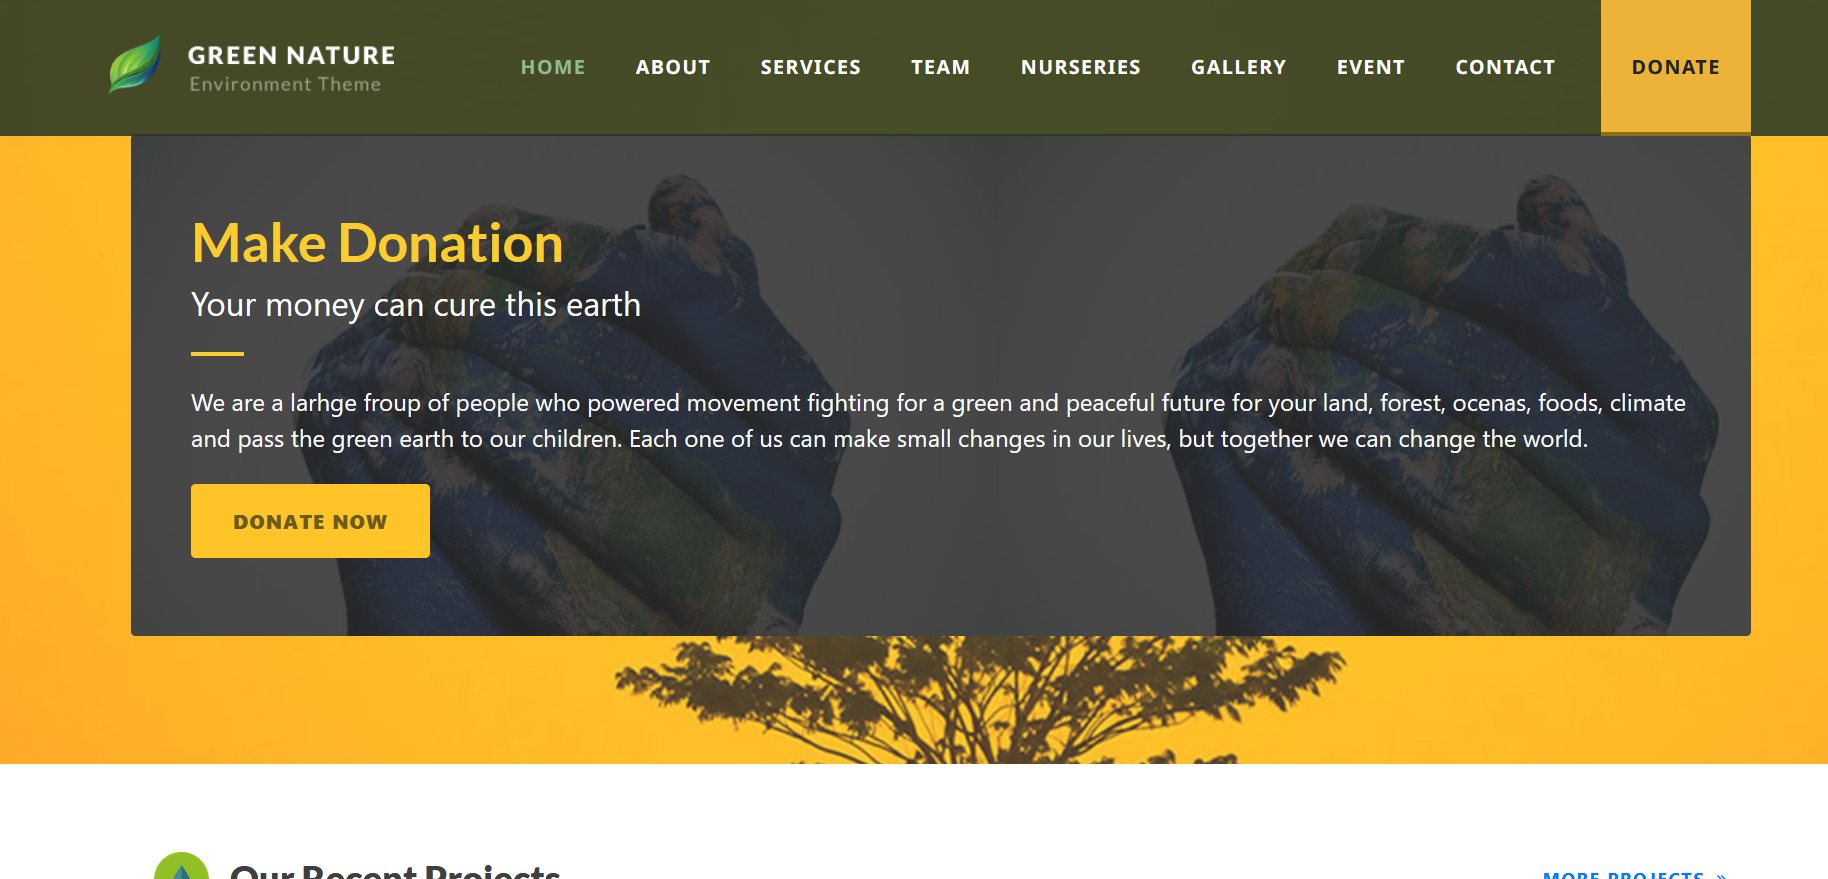 GREEN NATURE
Environment Theme
HOME ABOUT SERVICES TEAM NURSERIES GALLERY EVENT CONTACT DONATE
Make Donation
Your money can cure this earth
We are a larhge froup of people who powered movement fighting for a green and peaceful future for your land, forest, ocenas, foods, climate
and pass the green earth to our children. Each one of us can make small changes in our lives, but together we can change the world.
DONATE NOW
Our Recent Projects
MORE PROJECTS »